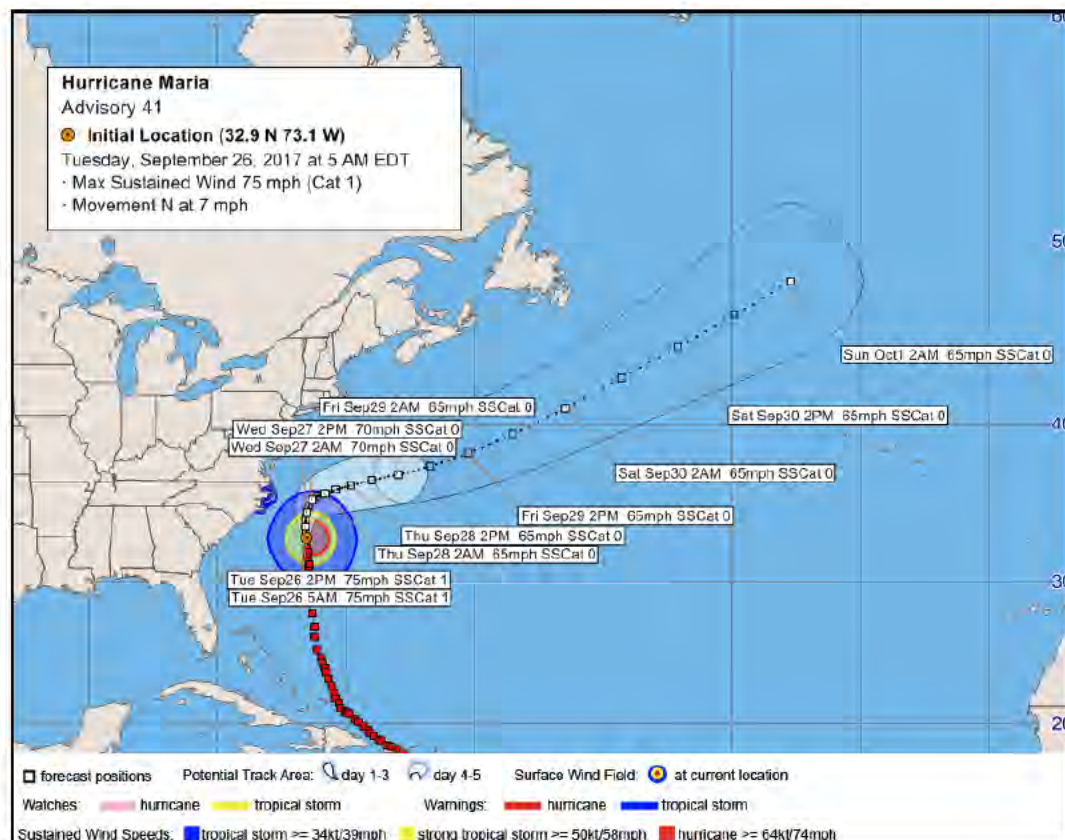 Hurricane Maria
Advisory 41
Initial Location (32.9 N 73.1 W)
Tuesday, September 26, 2017 at 5 AM EDT
· Max Sustained Wind 75 mph (Cat 1)
· Movement N at 7 mph
60
50
Sun Oct1 2AM 65mph SSCat 0
Fri Sep29 2AM 65mph SSCat 0
Sat Sep30 2PM 65mph SSCat 0
Wed Sep27 2PM 70mph SSCat 0
40
Wed Sep27 2AM 70mph SSCat 0
Sat Sep30 2AM 65mph SSCat 0
Fri Sep29 2PM 65mph SSCat 0
Thu Sep28 2PM 65mph SSCat 0
Thu Sep28 2AM 65mph SSCat 0
Tue Sep26 2PM 75mph SSCat 1
30
Tue Sep26 5AM 75mph SSCat 1
20
forecast positions Potential Track Area: day 1-3 day 4-5 Surface Wind Field: at current location
Watches: hurricane tropical storm Warnings: hurricane tropical storm
Sustained Wind Speeds: tropical storm >= 34kt/39mph strong tropical storm >= 50kt/58mph hurricane >= 64kt/74mph